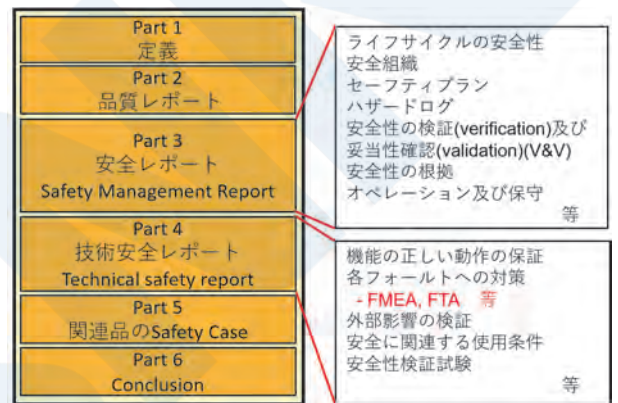 Part 1
定義
Part 2
品質レポート
Part 3
安全レポート
Safety Management Report
Part 4
技術安全レポート
Technical safety report
Part 5
関連品のSafety Case
Part 6
Conclusion
ライフサイクルの安全性
安全組織
セーフティプラン
ハザードログ
安全性の検証(verification)及び
妥当性確認(validation)(V&V)
安全性の根拠
オペレーション及び保守
等
機能の正しい動作の保証
各フォールトへの対策
- FMEA, FTA 等
外部影響の検証
安全に関連する使用条件
安全性検証試験
等